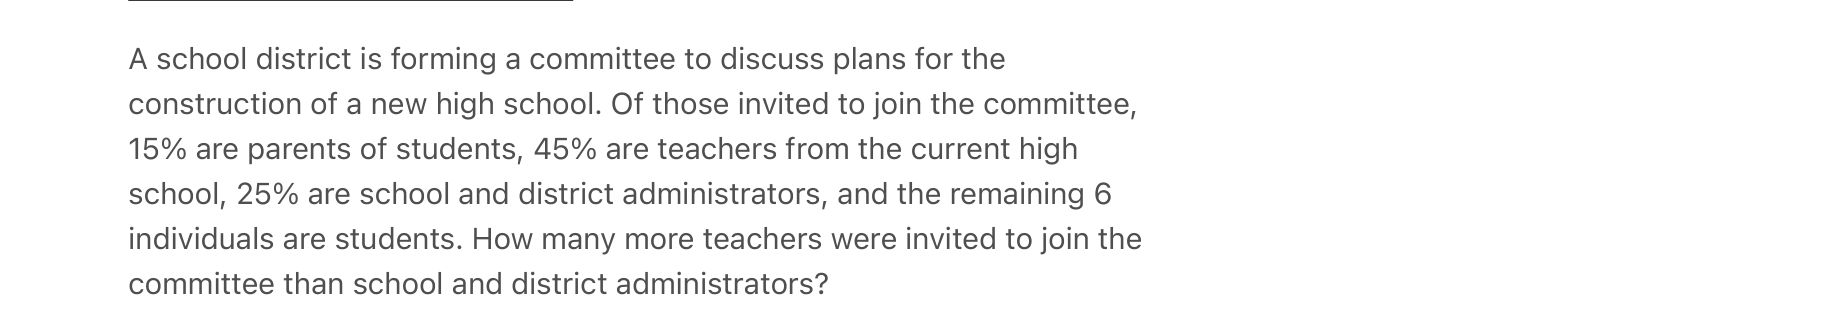 A school district is forming a committee to discuss plans for the
construction of a new high school. Of those invited to join the committee,
15% are parents of students, 45% are teachers from the current high
school, 25% are school and district administrators, and the remaining 6
individuals are students. How many more teachers were invited to join the
committee than school and district administrators?